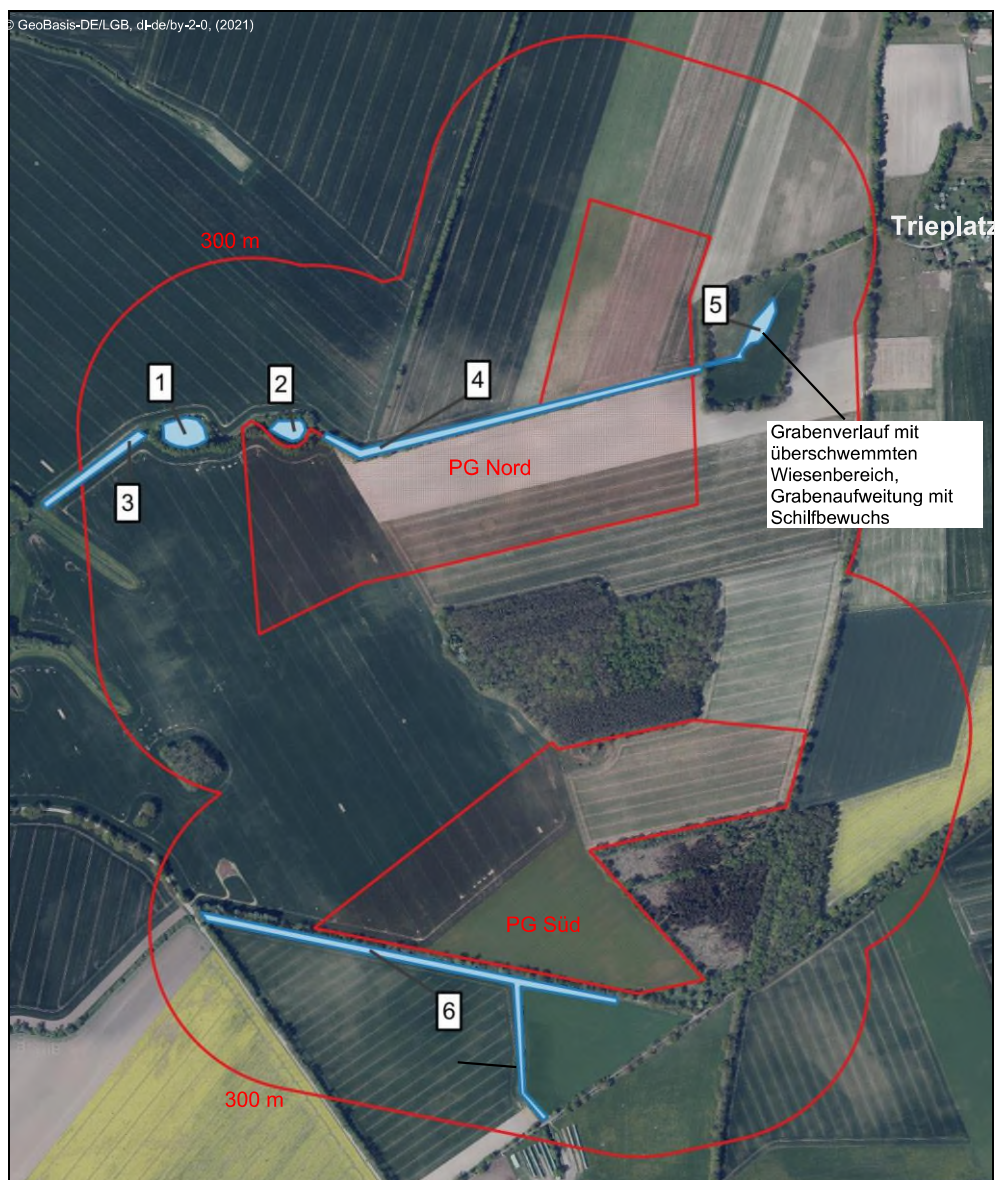 © GeoBasis-DE/LGB, dl-de/by-2-0, (2021)
Trieplatz
300 m
5
1
2
4
PG Nord
3
Grabenverlauf mit
überschwemmten
Wiesenbereich,
Grabenaufweitung mit
Schilfbewuchs
PG Süd
6
300 m